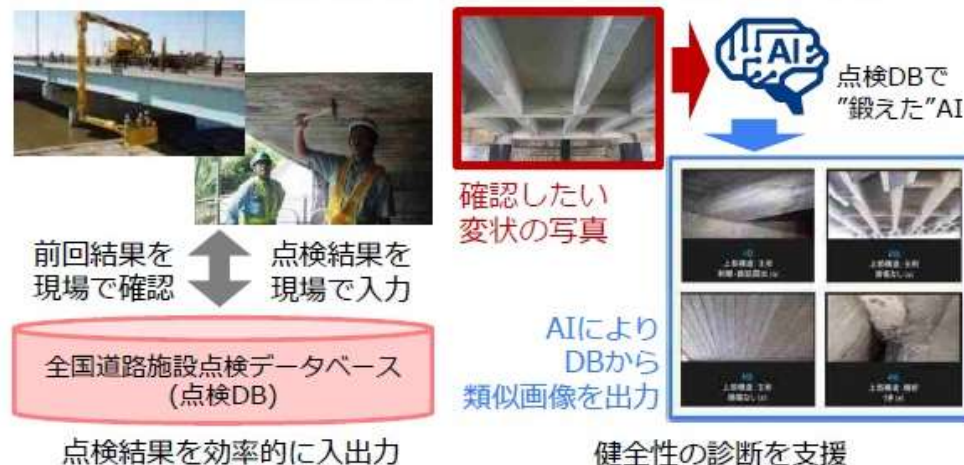 前回結果を
現場で確認
点検結果を
現場で入力
全国道路施設点検データベース
(点検DB)
点検結果を効率的に入出力
確認したい
変状の写真
AI
点検DBで
”鍛えた”AI
AIにより
DBから
類似画像を出力
健全性の診断を支援